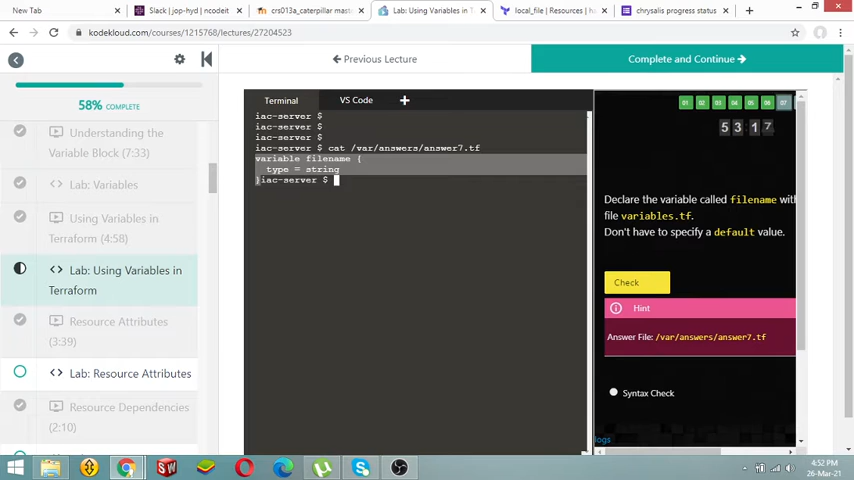 New Tab
Slack | jop-hyd | ncodeit
crs013a_caterpillar mast
Lab: Using Variables in T
local_file | Resources | h
chrysalis progress status
kodekloud.com/courses/1215768/lectures/27204523
Previous Lecture
Complete and Continue
58% COMPLETE
Understanding the
Variable Block (7:33)
Lab: Variables
Using Variables in
Terraform (4:58)
Lab: Using Variables in
Terraform
Resource Attributes
(3:39)
Lab: Resource Attributes
Resource Dependencies
(2:10)
Terminal
VS Code
iac-server $
iac-server $
iac-server $
iac-server $ cat /var/answers/answer7.tf
variable filename {
type = string
}iac-server $
01 02 03 04 05 06 07
53 17
Declare the variable called filename wit
file variables.tf.
Don't have to specify a default value.
Check
Hint
Answer File: /var/answers/answer7.tf
Syntax Check
logs
4:52 PM
26-Mar-21